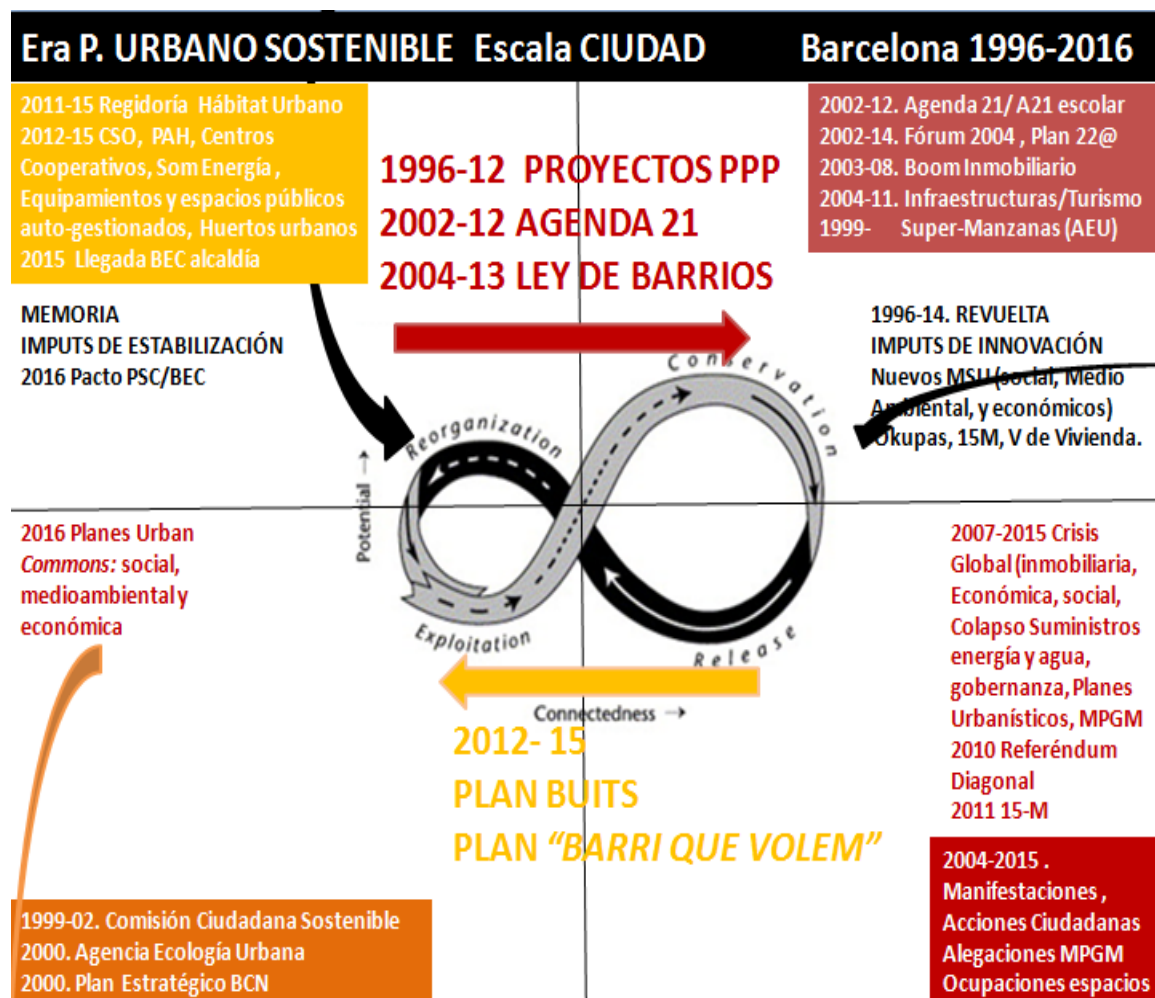 Era P. URBANO SOSTENIBLE Escala CIUDAD Barcelona 1996-2016
2011-15 Regidoría Hábitat Urbano
2012-15 CSO, PAH, Centros
Cooperativos, Som Energía ,
Equipamientos y espacios públicos
auto-gestionados, Huertos urbanos
2015 Llegada BEC alcaldía
1996-12 PROYECTOS PPP
2002-12 AGENDA 21
2004-13 LEY DE BARRIOS
2002-12. Agenda 21/ A21 escolar
2002-14. Fórum 2004 , Plan 22@
2003-08. Boom Inmobiliario
2004-11. Infraestructuras/Turismo
1999- Super-Manzanas (AEU)
MEMORIA
IMPUTS DE ESTABILIZACIÓN
2016 Pacto PSC/BEC
1996-14. REVUELTA
IMPUTS DE INNOVACIÓN
Nuevos MSU (social, Medio
Ambiental, y económicos)
Okupas, 15M, V de Vivienda.
Conservation
Reorganization
Potential →
Exploitation
Release
Connectedness →
2016 Planes Urban
Commons: social,
medioambiental y
económica
2007-2015 Crisis
Global (inmobiliaria,
Económica, social,
Colapso Suministros
energía y agua,
gobernanza, Planes
Urbanísticos, MPGM
2010 Referéndum
Diagonal
2011 15-M
2012- 15
PLAN BUITS
PLAN “BARRI QUE VOLEM”
1999-02. Comisión Ciudadana Sostenible
2000. Agencia Ecología Urbana
2000. Plan Estratégico BCN
2004-2015 .
Manifestaciones ,
Acciones Ciudadanas
Alegaciones MPGM
Ocupaciones espacios